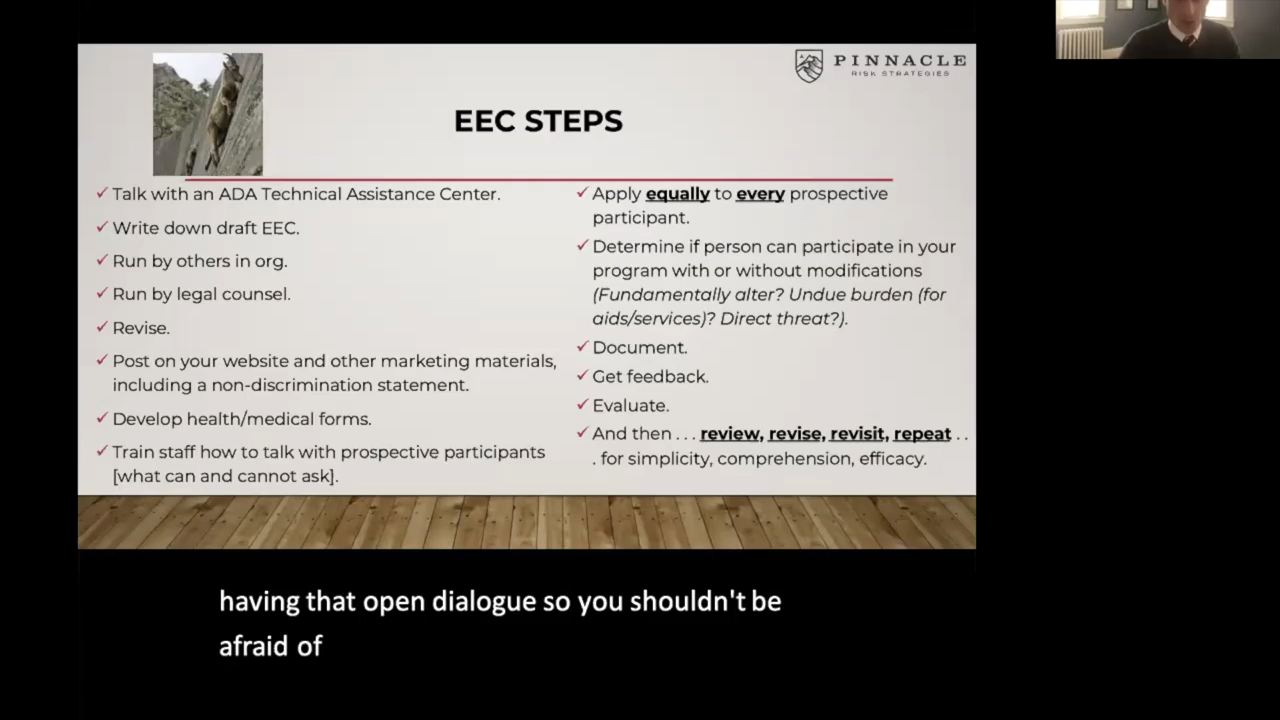 PINNACLE
RISK STRATEGIES
EEC STEPS
✓ Talk with an ADA Technical Assistance Center.
✓ Write down draft EEC.
✓ Run by others in org.
✓ Run by legal counsel.
✓ Revise.
✓ Post on your website and other marketing materials,
including a non-discrimination statement.
✓ Develop health/medical forms.
✓ Train staff how to talk with prospective participants
[what can and cannot ask].
✓ Apply equally to every prospective
participant.
✓ Determine if person can participate in your
program with or without modifications
(Fundamentally alter? Undue burden (for
aids/services)? Direct threat?).
✓ Document.
✓ Get feedback.
✓ Evaluate.
✓ And then . . . review, revise, revisit, repeat . .
. for simplicity, comprehension, efficacy.
having that open dialogue so you shouldn't be
afraid of